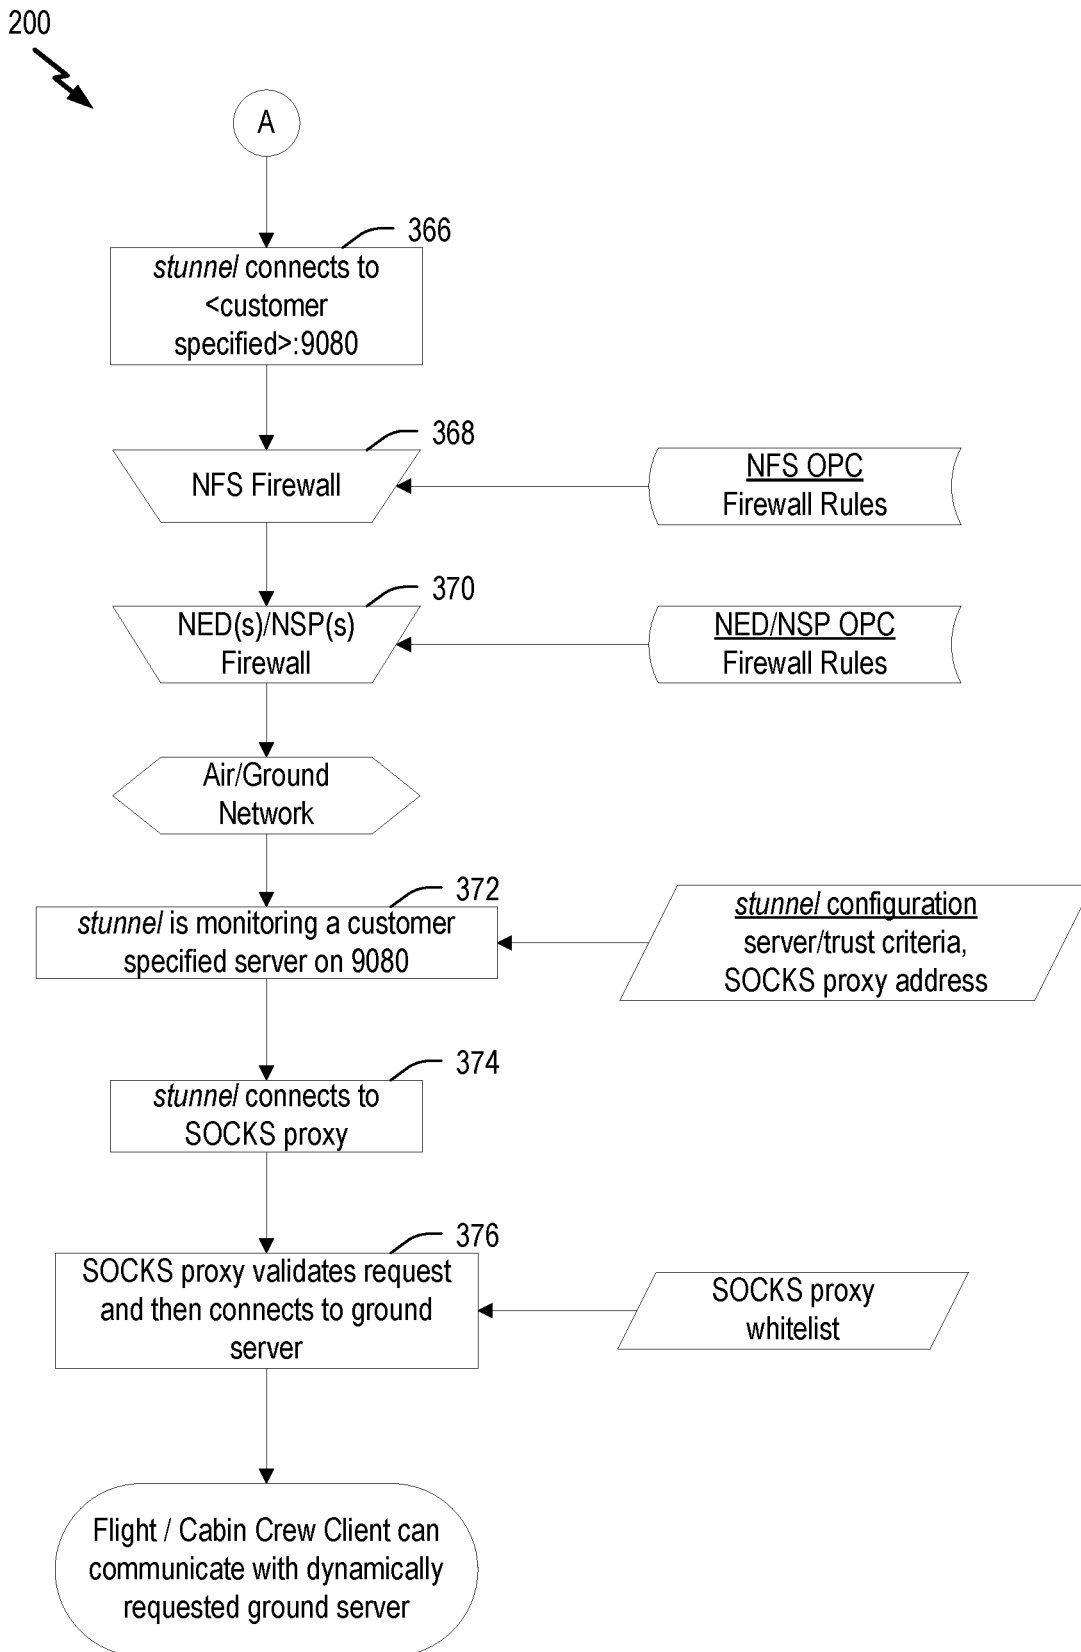 200
A
366
stunnel connects to
<customer
specified>:9080
368
NFS Firewall
NFS OPC
Firewall Rules
370
NED(s)/NSP(s)
Firewall
NED/NSP OPC
Firewall Rules
Air/Ground
Network
372
stunnel is monitoring a customer
specified server on 9080
stunnel configuration
server/trust criteria,
SOCKS proxy address
374
stunnel connects to
SOCKS proxy
376
SOCKS proxy validates request
and then connects to ground
server
SOCKS proxy
whitelist
Flight / Cabin Crew Client can
communicate with dynamically
requested ground server